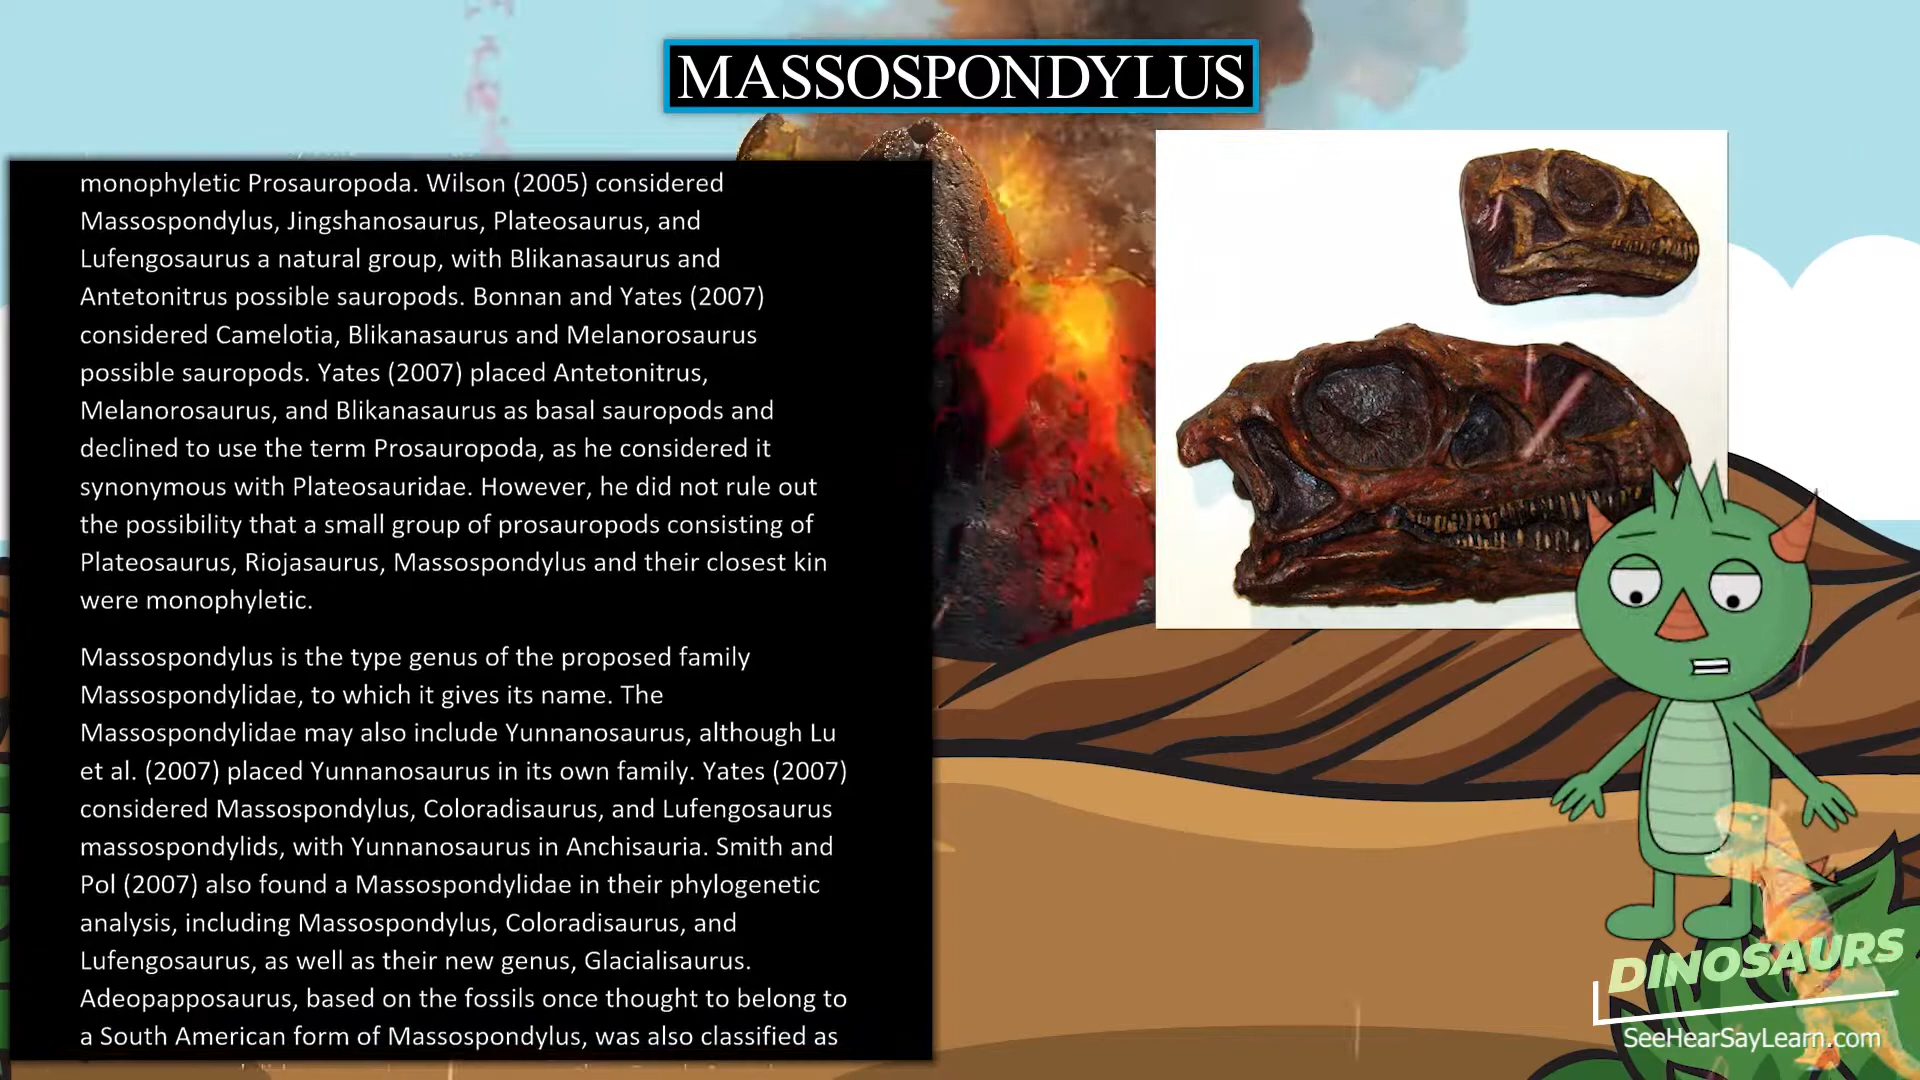 MASSOSPONDYLUS
monophyletic Prosauropoda. Wilson (2005) considered
Massospondylus, Jingshanosaurus, Plateosaurus, and
Lufengosaurus a natural group, with Blikanasaurus and
Antetonitrus possible sauropods. Bonnan and Yates (2007)
considered Camelotia, Blikanasaurus and Melanorosaurus
possible sauropods. Yates (2007) placed Antetonitrus,
Melanorosaurus, and Blikanasaurus as basal sauropods and
declined to use the term Prosauropoda, as he considered it
synonymous with Plateosauridae. However, he did not rule out
the possibility that a small group of prosauropods consisting of
Plateosaurus, Riojasaurus, Massospondylus and their closest kin
were monophyletic.
Massospondylus is the type genus of the proposed family
Massospondylidae, to which it gives its name. The
Massospondylidae may also include Yunnanosaurus, although Lu
et al. (2007) placed Yunnanosaurus in its own family. Yates (2007)
considered Massospondylus, Coloradisaurus, and Lufengosaurus
massospondylids, with Yunnanosaurus in Anchisauria. Smith and
Pol (2007) also found a Massospondylidae in their phylogenetic
analysis, including Massospondylus, Coloradisaurus, and
Lufengosaurus, as well as their new genus, Glacialisaurus.
Adeopapposaurus, based on the fossils once thought to belong to
a South American form of Massospondylus, was also classified as
DINOSAURS
SeeHearSayLearn.com